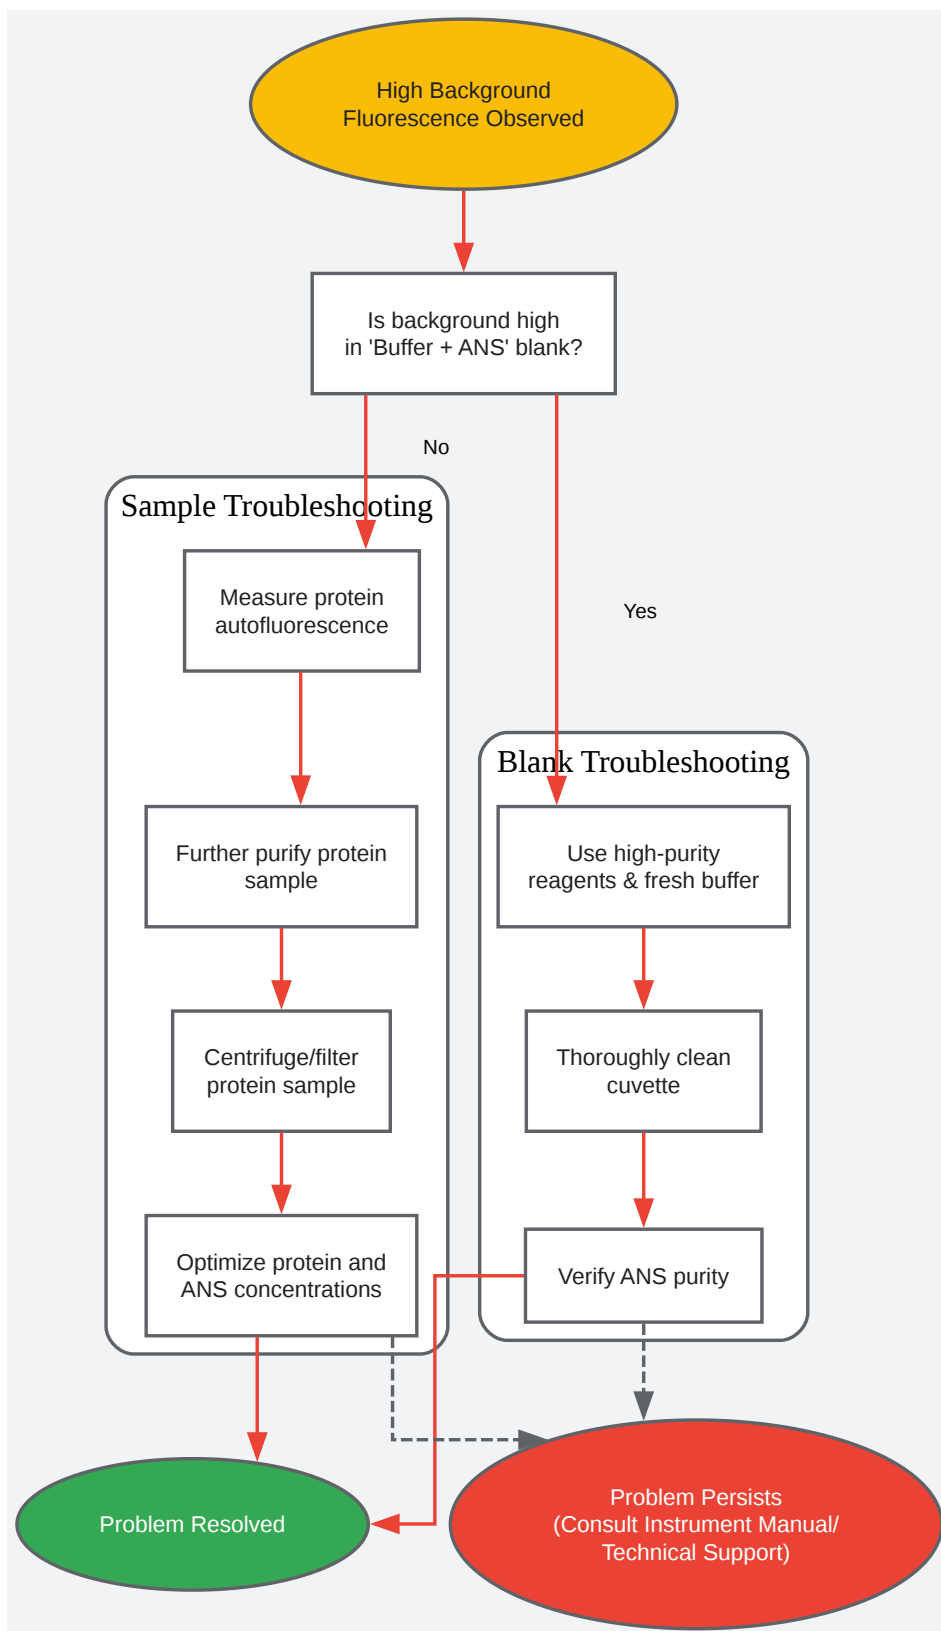 High Background
Fluorescence Observed
Is background high
in 'Buffer + ANS' blank?
No
Yes
Sample Troubleshooting
Measure protein
autofluorescence
Further purify protein
sample
Centrifuge/filter
protein sample
Optimize protein and
ANS concentrations
Blank Troubleshooting
Use high-purity
reagents & fresh buffer
Thoroughly clean
cuvette
Verify ANS purity
Problem Resolved
Problem Persists
(Consult Instrument Manual/
Technical Support)